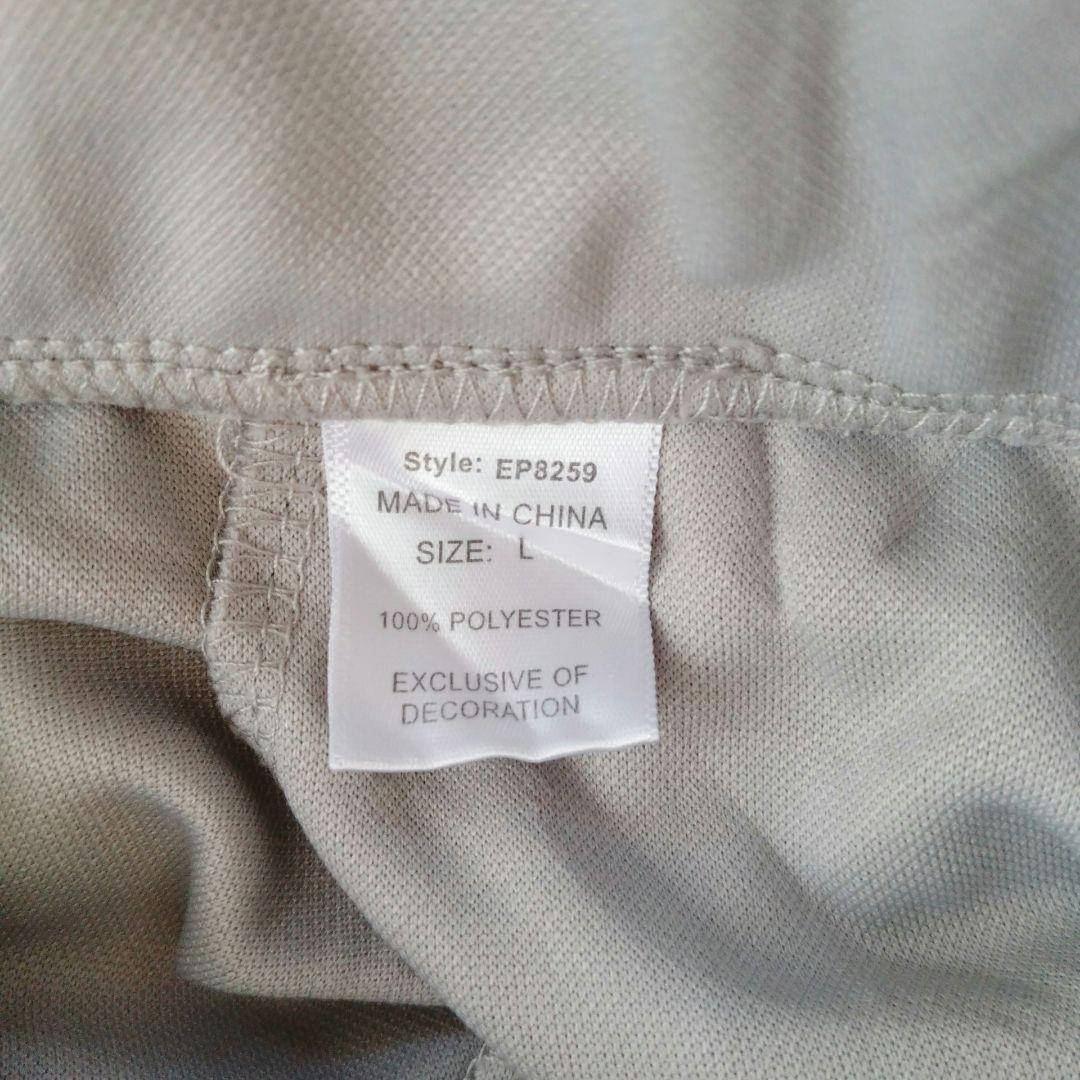 Style: EP8259
MADE IN CHINA
SIZE: L
100% POLYESTER
EXCLUSIVE OF
DECORATION